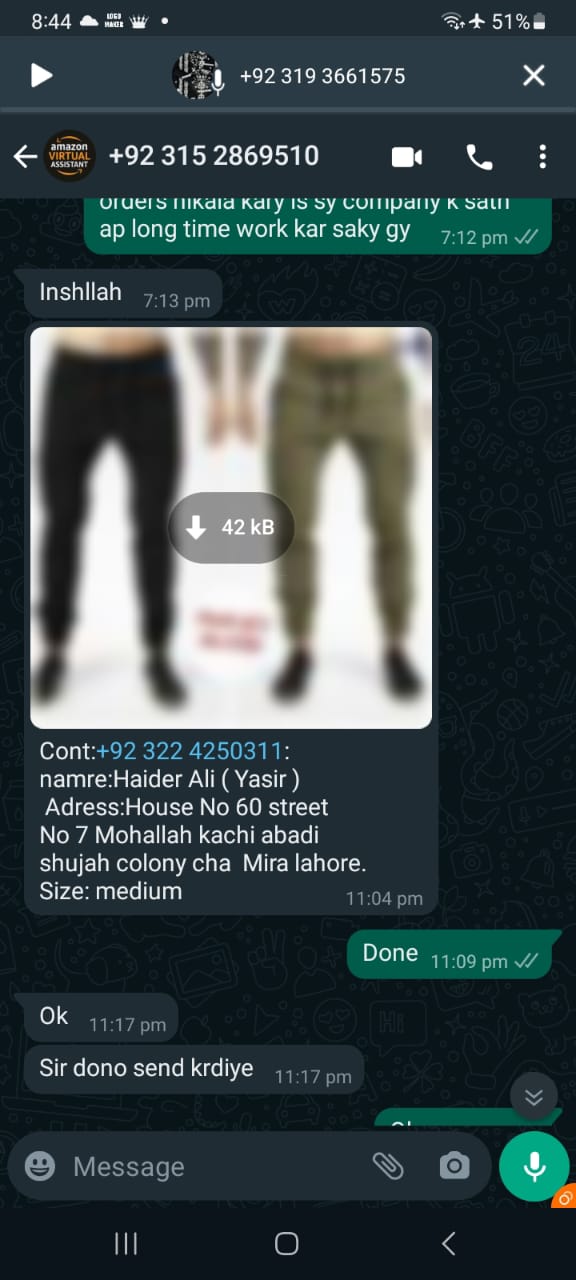 8:44
LOGO
MAKER
51%
+92 319 3661575
amazon
VIRTUAL
ASSISTANT
+92 315 2869510
orders nikala kary is sy company k sath
ap long time work kar saky gy 7:12 pm
Inshllah 7:13 pm
42 kB
Cont:+92 322 4250311:
namre:Haider Ali ( Yasir )
Adress:House No 60 street
No 7 Mohallah kachi abadi
shujah colony cha Mira lahore.
Size: medium 11:04 pm
Done 11:09 pm
Ok 11:17 pm
Sir dono send krdiye 11:17 pm
Message